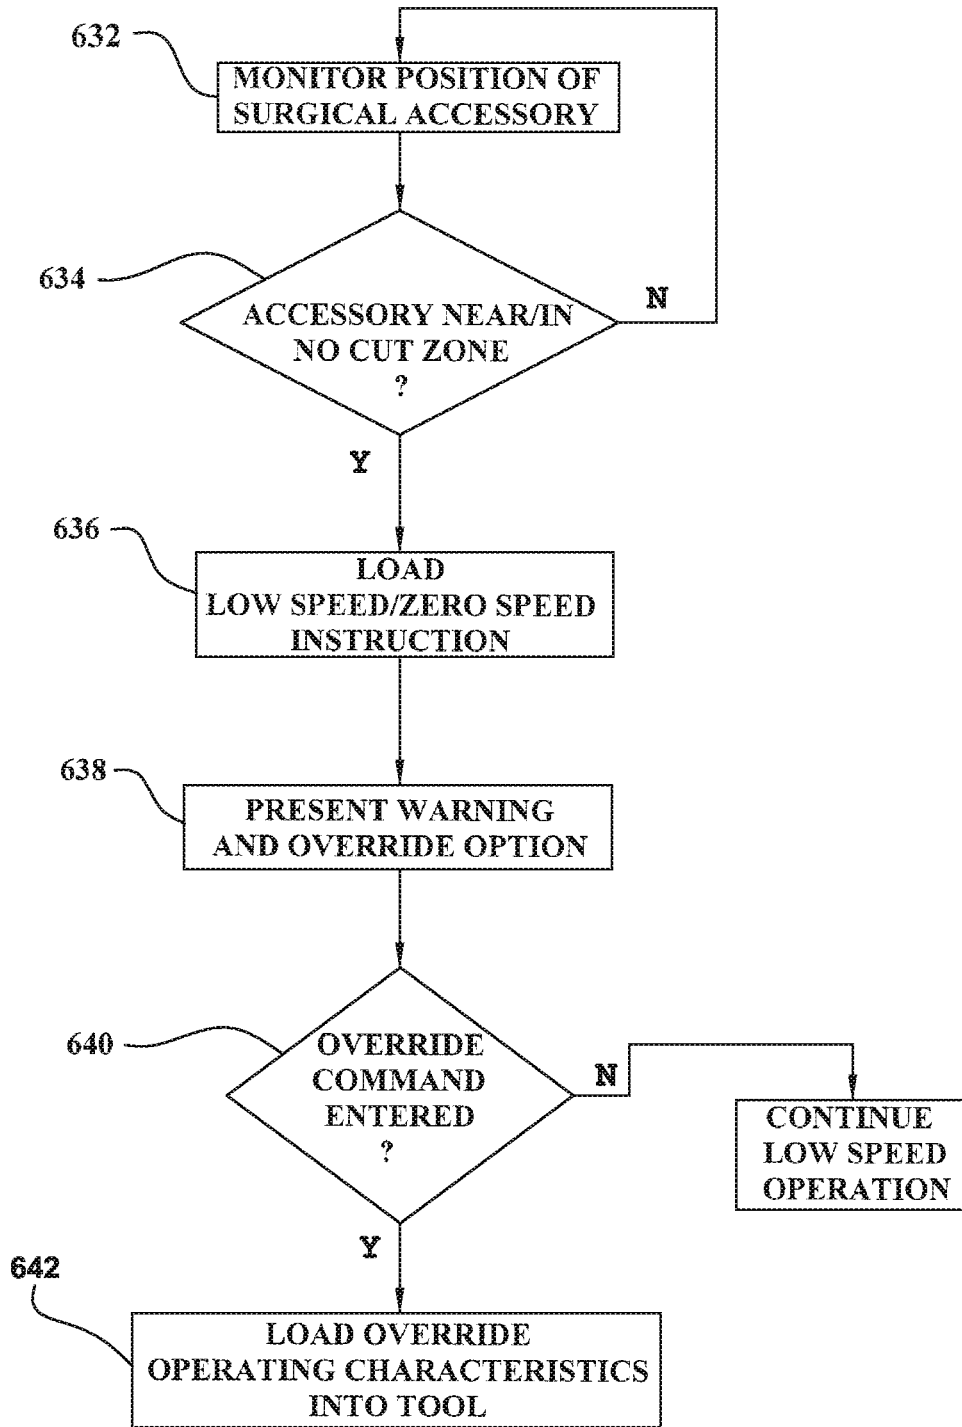 632
MONITOR POSITION OF
SURGICAL ACCESSORY
634
ACCESSORY NEAR/IN
NO CUT ZONE
?
N
Y
636
LOAD
LOW SPEED/ZERO SPEED
INSTRUCTION
638
PRESENT WARNING
AND OVERRIDE OPTION
640
OVERRIDE
COMMAND
ENTERED
?
N
CONTINUE
LOW SPEED
OPERATION
Y
642
LOAD OVERRIDE
OPERATING CHARACTERISTICS
INTO TOOL